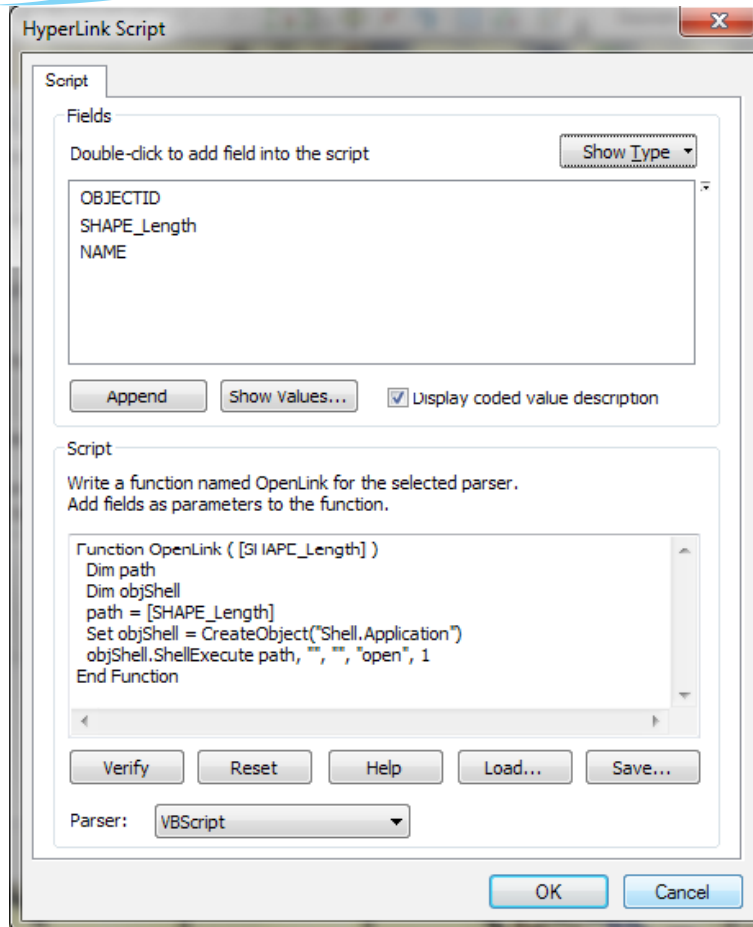 HyperLink Script
Script
Fields
Double-click to add field into the script
Show Type
OBJECTID
SHAPE_Length
NAME
Append
Show Values...
Display coded value description
Script
Write a function named OpenLink for the selected parser.
Add fields as parameters to the function.
Function OpenLink ( [SHAPE_Length] )
Dim path
Dim objShell
path = [SHAPE_Length]
Set objShell = CreateObject("Shell.Application")
objShell.ShellExecute path, "", "", "open", 1
End Function
Verify
Reset
Help
Load...
Save...
Parser:
VBScript
OK
Cancel